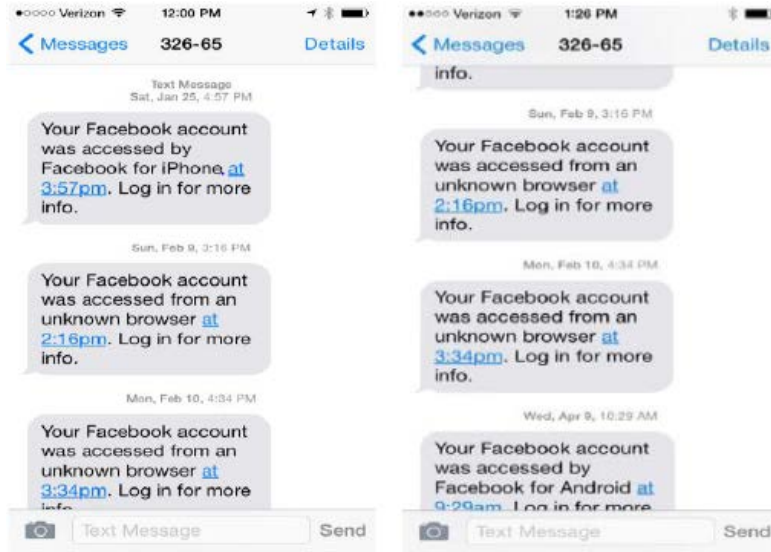 Verizon 12:00 PM
Messages 326-65 Details
Text Message
Sat, Jan 25, 4:57 PM
Your Facebook account
was accessed by
Facebook for iPhone at
3:57pm. Log in for more
info.
Sun, Feb 9, 3:16 PM
Your Facebook account
was accessed from an
unknown browser at
2:16pm. Log in for more
info.
Mon, Feb 10, 4:34 PM
Your Facebook account
was accessed from an
unknown browser at
3:34pm. Log in for more
info.
Text Message Send
Verizon 1:26 PM
Messages 326-65 Details
info.
Sun, Feb 9, 3:16 PM
Your Facebook account
was accessed from an
unknown browser at
2:16pm. Log in for more
info.
Mon, Feb 10, 4:34 PM
Your Facebook account
was accessed from an
unknown browser at
3:34pm. Log in for more
info.
Wed, Apr 9, 10:29 AM
Your Facebook account
was accessed by
Facebook for Android at
9:29am. Log in for more
Text Message Send